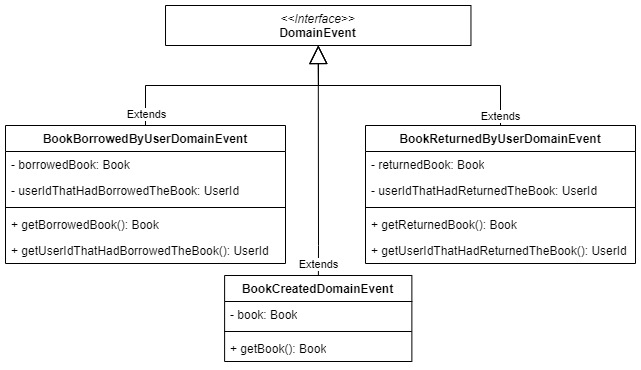 <<Interface>>
DomainEvent
Extends
BookBorrowedByUserDomainEvent
- borrowedBook: Book
- userIdThatHadBorrowedTheBook: UserId
+ getBorrowedBook(): Book
+ getUserIdThatHadBorrowedTheBook(): UserId
Extends
BookReturnedByUserDomainEvent
- returnedBook: Book
- userIdThatHadReturnedTheBook: UserId
+ getReturnedBook(): Book
+ getUserIdThatHadReturnedTheBook(): UserId
Extends
BookCreatedDomainEvent
- book: Book
+ getBook(): Book